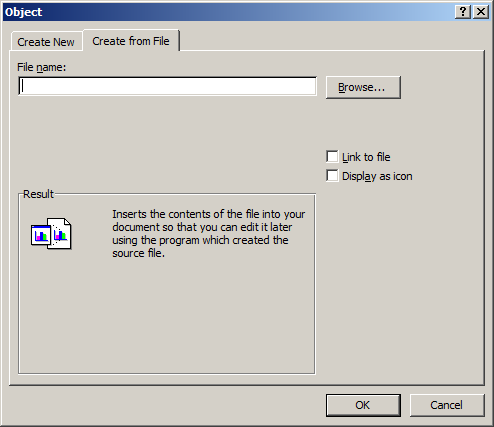 Object
Create New
Create from File
File name:
Browse...
Link to file
Display as icon
Result
Inserts the contents of the file into your
document so that you can edit it later
using the program which created the
source file.
OK
Cancel